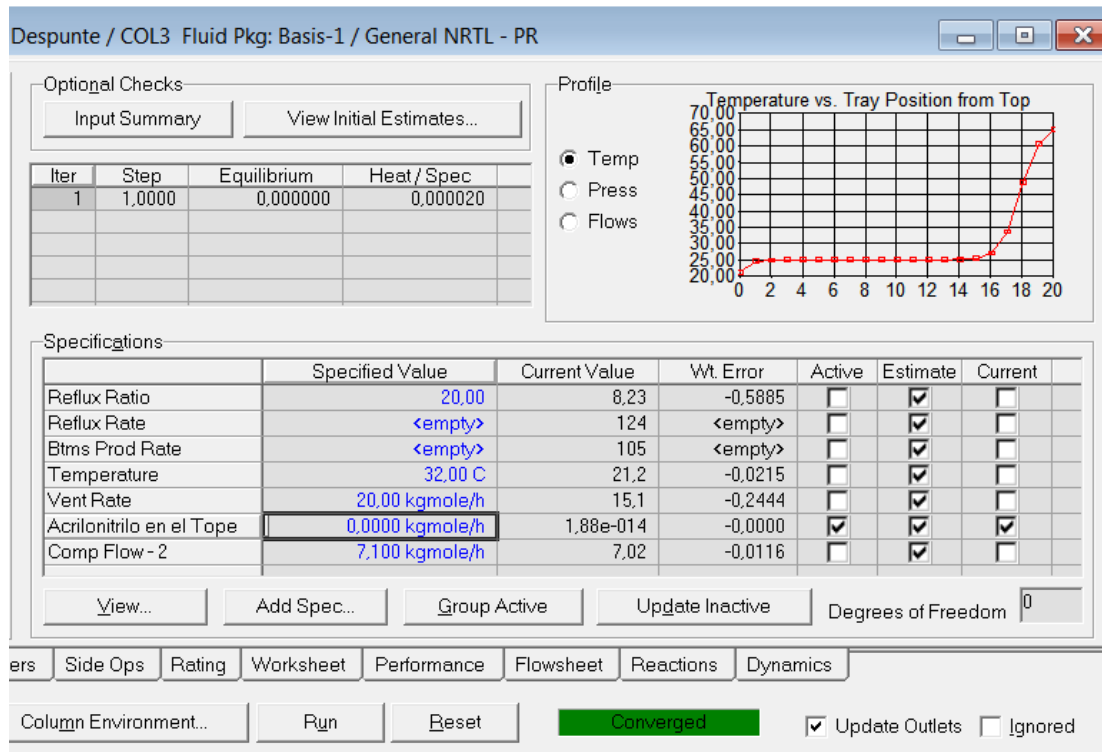 Despunte / COL3 Fluid Pkg: Basis-1 / General NRTL - PR
Optional Checks
Input Summary
View Initial Estimates...
Iter Step Equilibrium Heat / Spec
1 1,0000 0,000000 0,000020
Profile
Temp
Press
Flows
Temperature vs. Tray Position from Top
70,00
65,00
60,00
55,00
50,00
45,00
40,00
35,00
30,00
25,00
20,00
0 2 4 6 8 10 12 14 16 18 20
Specifications
Specified Value Current Value Wt. Error Active Estimate Current
Reflux Ratio 20,00 8,23 -0,5885
Reflux Rate <empty> 124 <empty>
Btms Prod Rate <empty> 105 <empty>
Temperature 32,00 C 21,2 -0,0215
Vent Rate 20,00 kgmole/h 15,1 -0,2444
Acrilonitrilo en el Tope 0,0000 kgmole/h 1,88e-014 -0,0000
Comp Flow - 2 7,100 kgmole/h 7,02 -0,0116
View...
Add Spec...
Group Active
Update Inactive
Degrees of Freedom 0
ers Side Ops Rating Worksheet Performance Flowsheet Reactions Dynamics
Column Environment...
Run
Reset
Converged
Update Outlets
Ignored